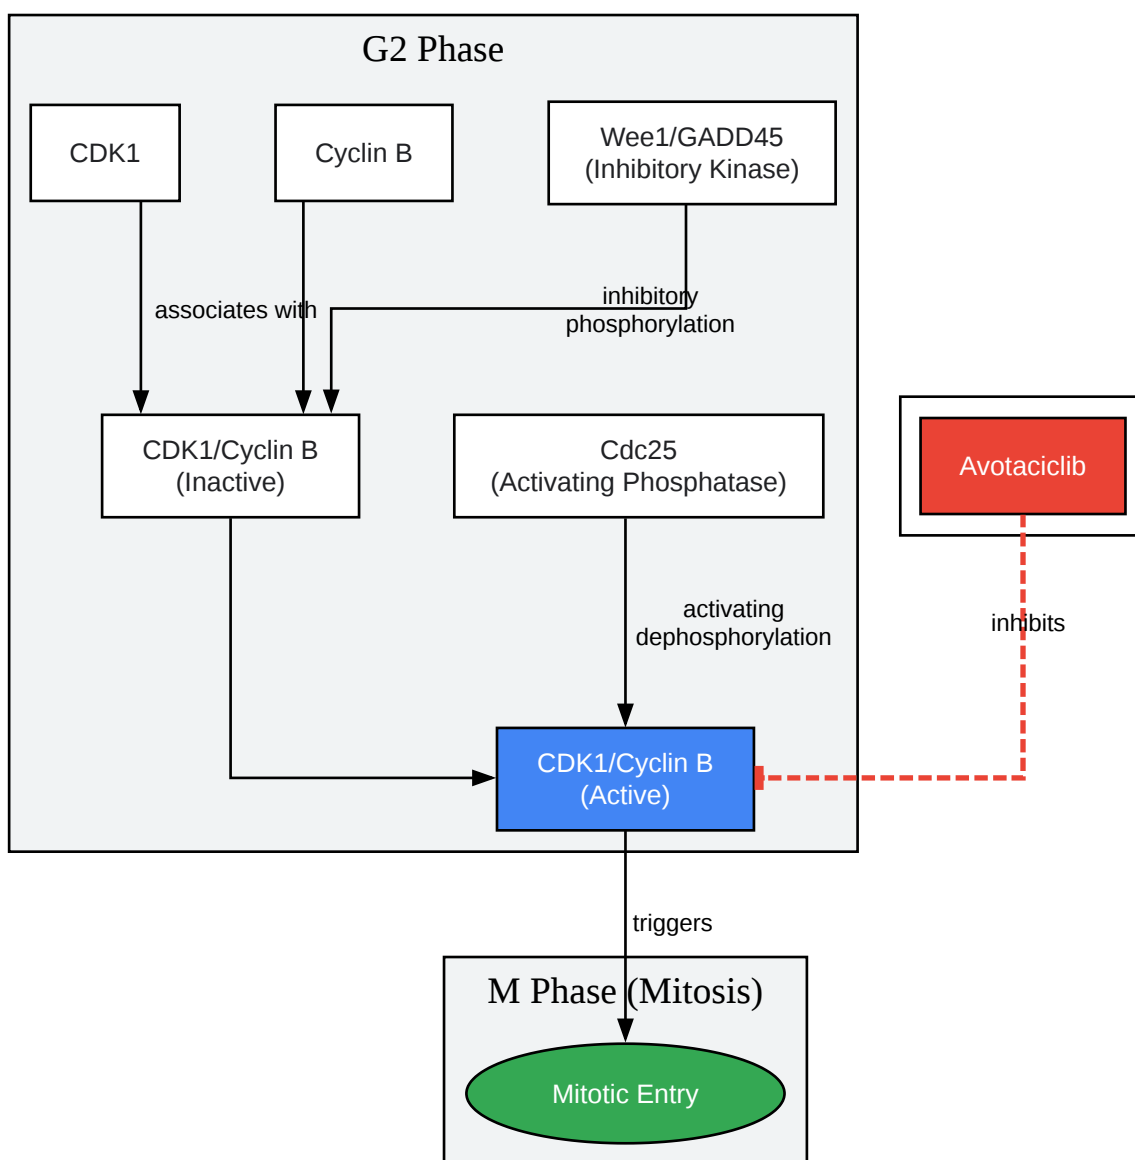 G2 Phase
CDK1
Cyclin B
Wee1/GADD45
(Inhibitory Kinase)
associates with
inhibitory
phosphorylation
CDK1/Cyclin B
(Inactive)
Cdc25
(Activating Phosphatase)
Avotaciclib
activating
dephosphorylation
inhibits
CDK1/Cyclin B
(Active)
triggers
M Phase (Mitosis)
Mitotic Entry